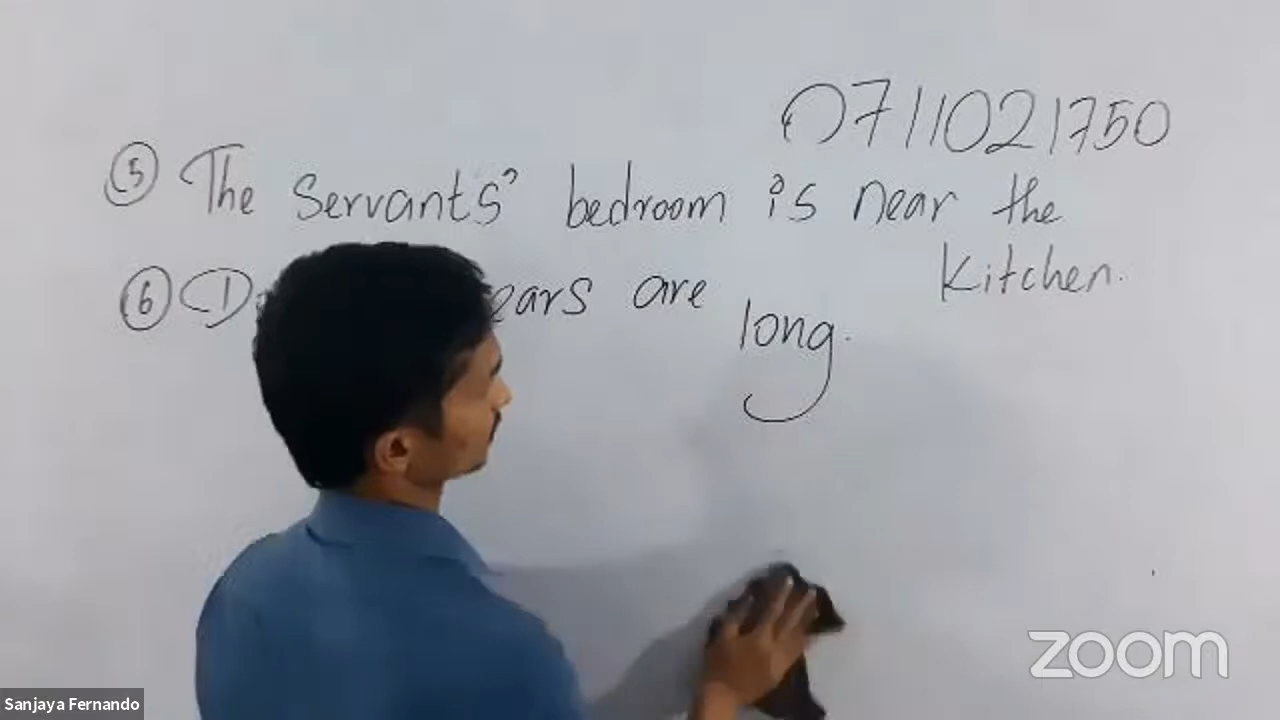 0711021750
⑤ The Servants' bedroom is near the
Kitchen.
⑥ ears are
long.
zoom
Sanjaya Fernando